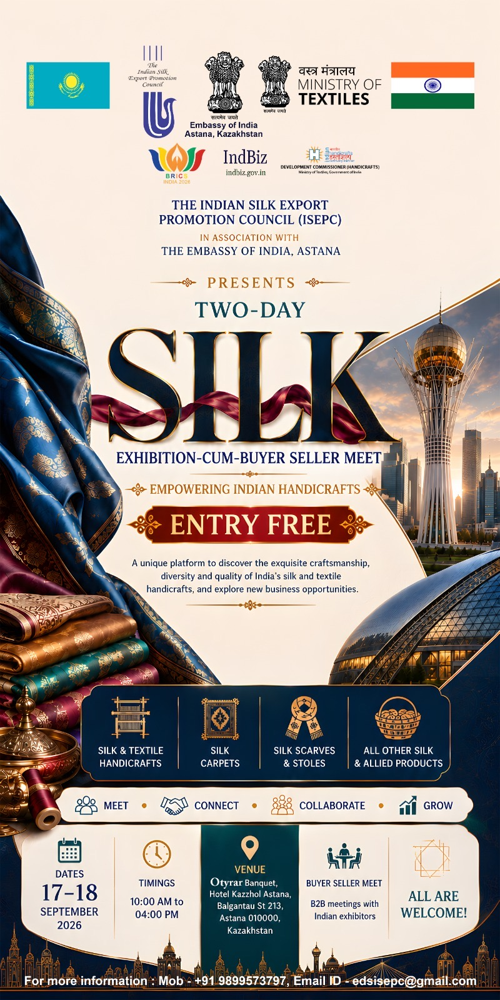 The
Indian Silk
Export Promotion
Council
सत्यमेव जयते
Embassy of India
Astana, Kazakhstan
सत्यमेव जयते
वस्त्र मंत्रालय
MINISTRY OF
TEXTILES
BRICS
INDIA 2026
IndBiz
indbiz.gov.in
DEVELOPMENT COMMISSIONER (HANDICRAFTS)
Ministry of Textiles, Government of India
THE INDIAN SILK EXPORT
PROMOTION COUNCIL (ISEPC)
IN ASSOCIATION WITH
THE EMBASSY OF INDIA, ASTANA
PRESENTS
TWO-DAY
SILK
EXHIBITION-CUM-BUYER SELLER MEET
EMPOWERING INDIAN HANDICRAFTS
ENTRY FREE
A unique platform to discover the exquisite craftsmanship,
diversity and quality of India's silk and textile
handicrafts, and explore new business opportunities.
SILK & TEXTILE
HANDICRAFTS
SILK
CARPETS
SILK SCARVES
& STOLES
ALL OTHER SILK
& ALLIED PRODUCTS
MEET
CONNECT
COLLABORATE
GROW
DATES
17-18
SEPTEMBER
2026
TIMINGS
10:00 AM to
04:00 PM
VENUE
Otyrar Banquet,
Hotel Kazzhol Astana,
Balgantau St 213,
Astana 010000,
Kazakhstan
BUYER SELLER MEET
B2B meetings with
Indian exhibitors
ALL ARE
WELCOME!
For more information : Mob - +91 9899573797, Email ID - edsisepc@gmail.com